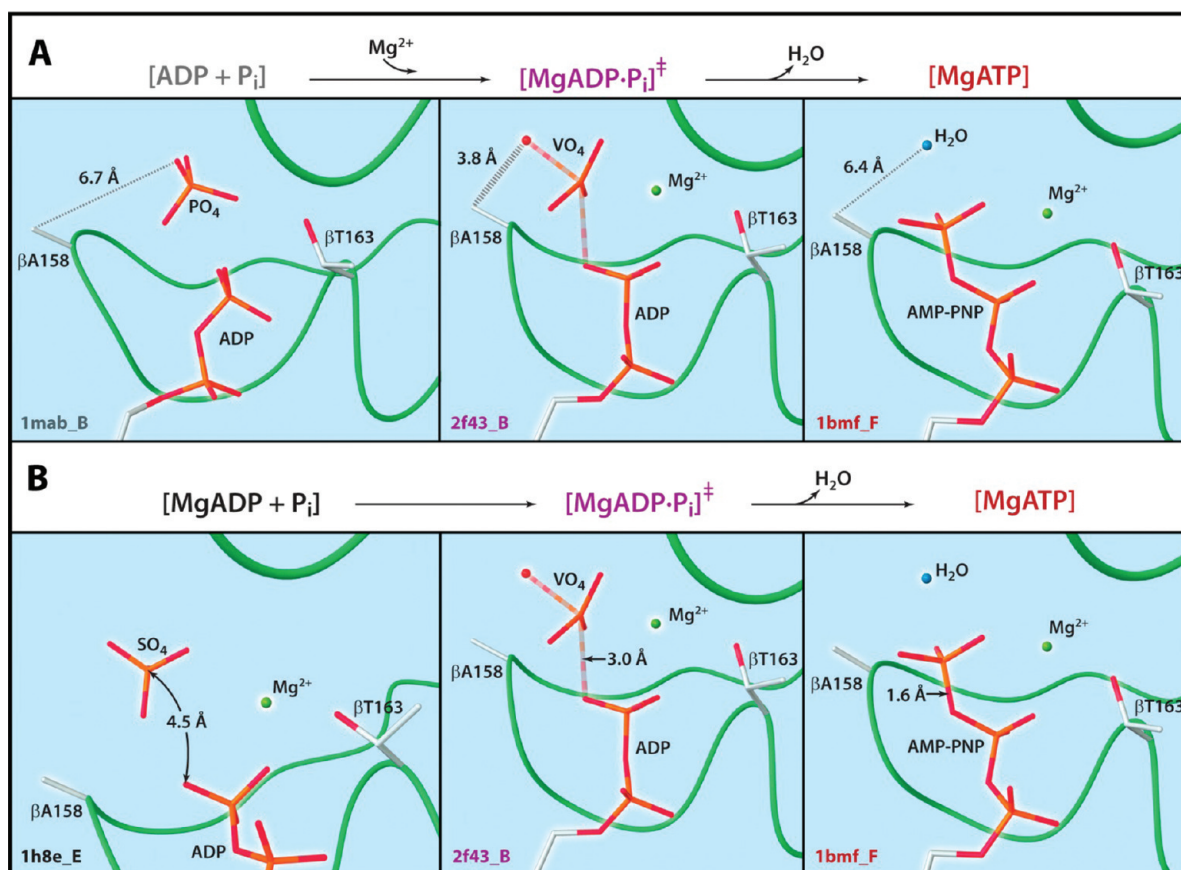 A
Mg²⁺
H₂O
[ADP + Pᵢ]
[MgADP·Pᵢ]‡
[MgATP]
6.7 Å
PO₄
βA158
βT163
ADP
1mab_B
VO₄
3.8 Å
Mg²⁺
βA158
βT163
ADP
2f43_B
H₂O
6.4 Å
Mg²⁺
βA158
βT163
AMP-PNP
1bmf_F
B
H₂O
[MgADP + Pᵢ]
[MgADP·Pᵢ]‡
[MgATP]
SO₄
Mg²⁺
4.5 Å
βT163
βA158
ADP
1h8e_E
VO₄
Mg²⁺
βA158
3.0 Å
βT163
ADP
2f43_B
H₂O
Mg²⁺
βA158
1.6 Å
βT163
AMP-PNP
1bmf_F